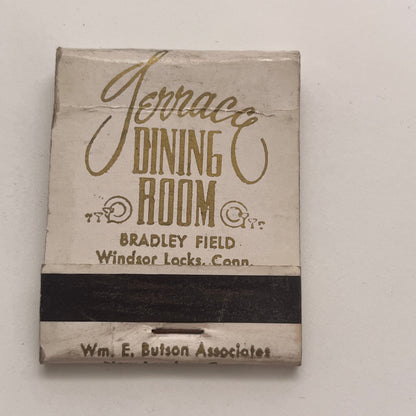 Terrace
DINING
ROOM
BRADLEY FIELD
Windsor Locks, Conn.
Wm. E. Butson Associates